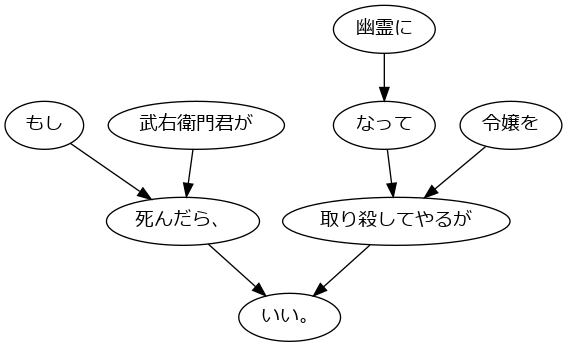 幽霊に
もし
武右衛門君が
なって
令嬢を
死んだら、
取り殺してやるが
いい。